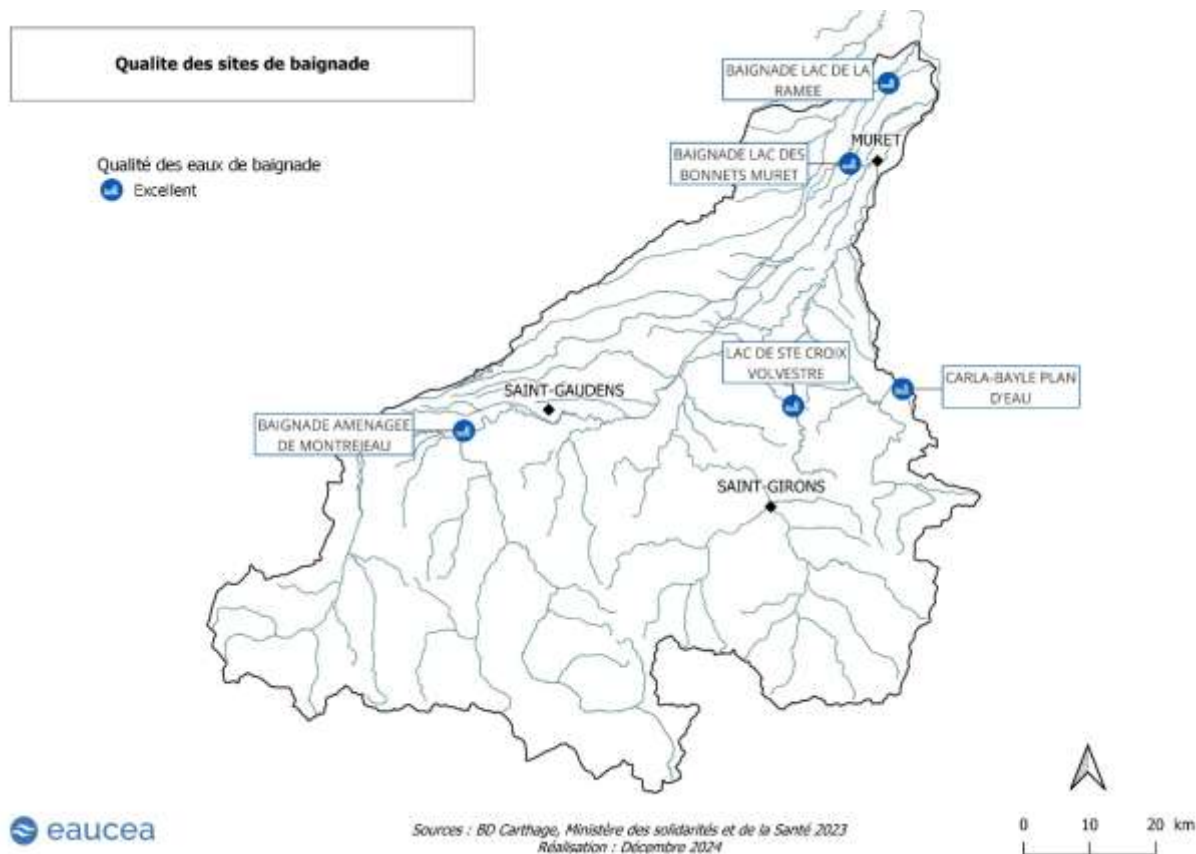 Qualite des sites de baignade
Qualité des eaux de baignade
Excellent
BAIGNADE LAC DE LA
RAMEE
MURET
BAIGNADE LAC DES
BONNETS MURET
LAC DE STE CROIX
VOLVESTRE
CARLA-BAYLE PLAN
D'EAU
SAINT-GAUDENS
BAIGNADE AMENAGEE
DE MONTREJEAU
SAINT-GIRONS
eaucea
Sources : BD Carthage, Ministère des solidarités et de la Santé 2023
Réalisation : Décembre 2024
0 10 20 km